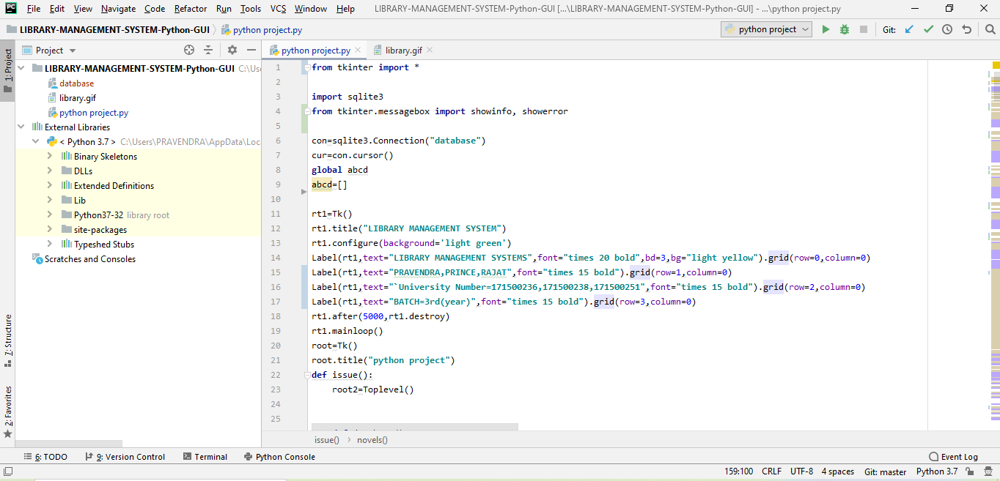 PC File Edit View Navigate Code Refactor Run Tools VCS Window Help LIBRARY-MANAGEMENT-SYSTEM-Python-GUI [...\LIBRARY-MANAGEMENT-SYSTEM-Python-GUI] - ...\python project.py
LIBRARY-MANAGEMENT-SYSTEM-Python-GUI python project.py python project Git:
1: Project
Project python project.py library.gif
LIBRARY-MANAGEMENT-SYSTEM-Python-GUI C:\Use
database
library.gif
python project.py
External Libraries
< Python 3.7 > C:\Users\PRAVENDRA\AppData\Loc
Binary Skeletons
DLLs
Extended Definitions
Lib
Python37-32 library root
site-packages
Typeshed Stubs
Scratches and Consoles
7: Structure
2: Favorites
1 from tkinter import *
2
3 import sqlite3
4 from tkinter.messagebox import showinfo, showerror
5
6 con=sqlite3.Connection("database")
7 cur=con.cursor()
8 global abcd
9 abcd=[]
10
11 rt1=Tk()
12 rt1.title("LIBRARY MANAGEMENT SYSTEM")
13 rt1.configure(background='light green')
14 Label(rt1,text="LIBRARY MANAGEMENT SYSTEMS",font="times 20 bold",bd=3,bg="light yellow").grid(row=0,column=0)
15 Label(rt1,text="PRAVENDRA,PRINCE,RAJAT",font="times 15 bold").grid(row=1,column=0)
16 Label(rt1,text="`University Number=171500236,171500238,171500251",font="times 15 bold").grid(row=2,column=0)
17 Label(rt1,text="BATCH=3rd(year)",font="times 15 bold").grid(row=3,column=0)
18 rt1.after(5000,rt1.destroy)
19 rt1.mainloop()
20 root=Tk()
21 root.title("python project")
22 def issue():
23 root2=Toplevel()
24
25
issue() novels()
6: TODO 9: Version Control Terminal Python Console Event Log
159:100 CRLF UTF-8 4 spaces Git: master Python 3.7